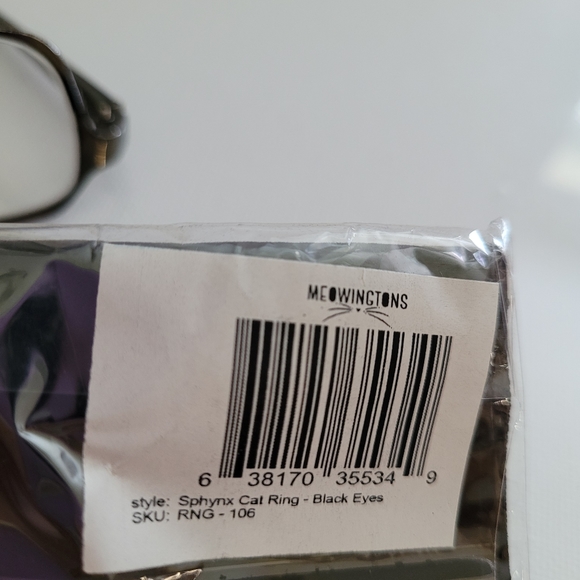 MEOWINGTONS
6 38170 35534 9
style: Sphynx Cat Ring - Black Eyes
SKU: RNG - 106